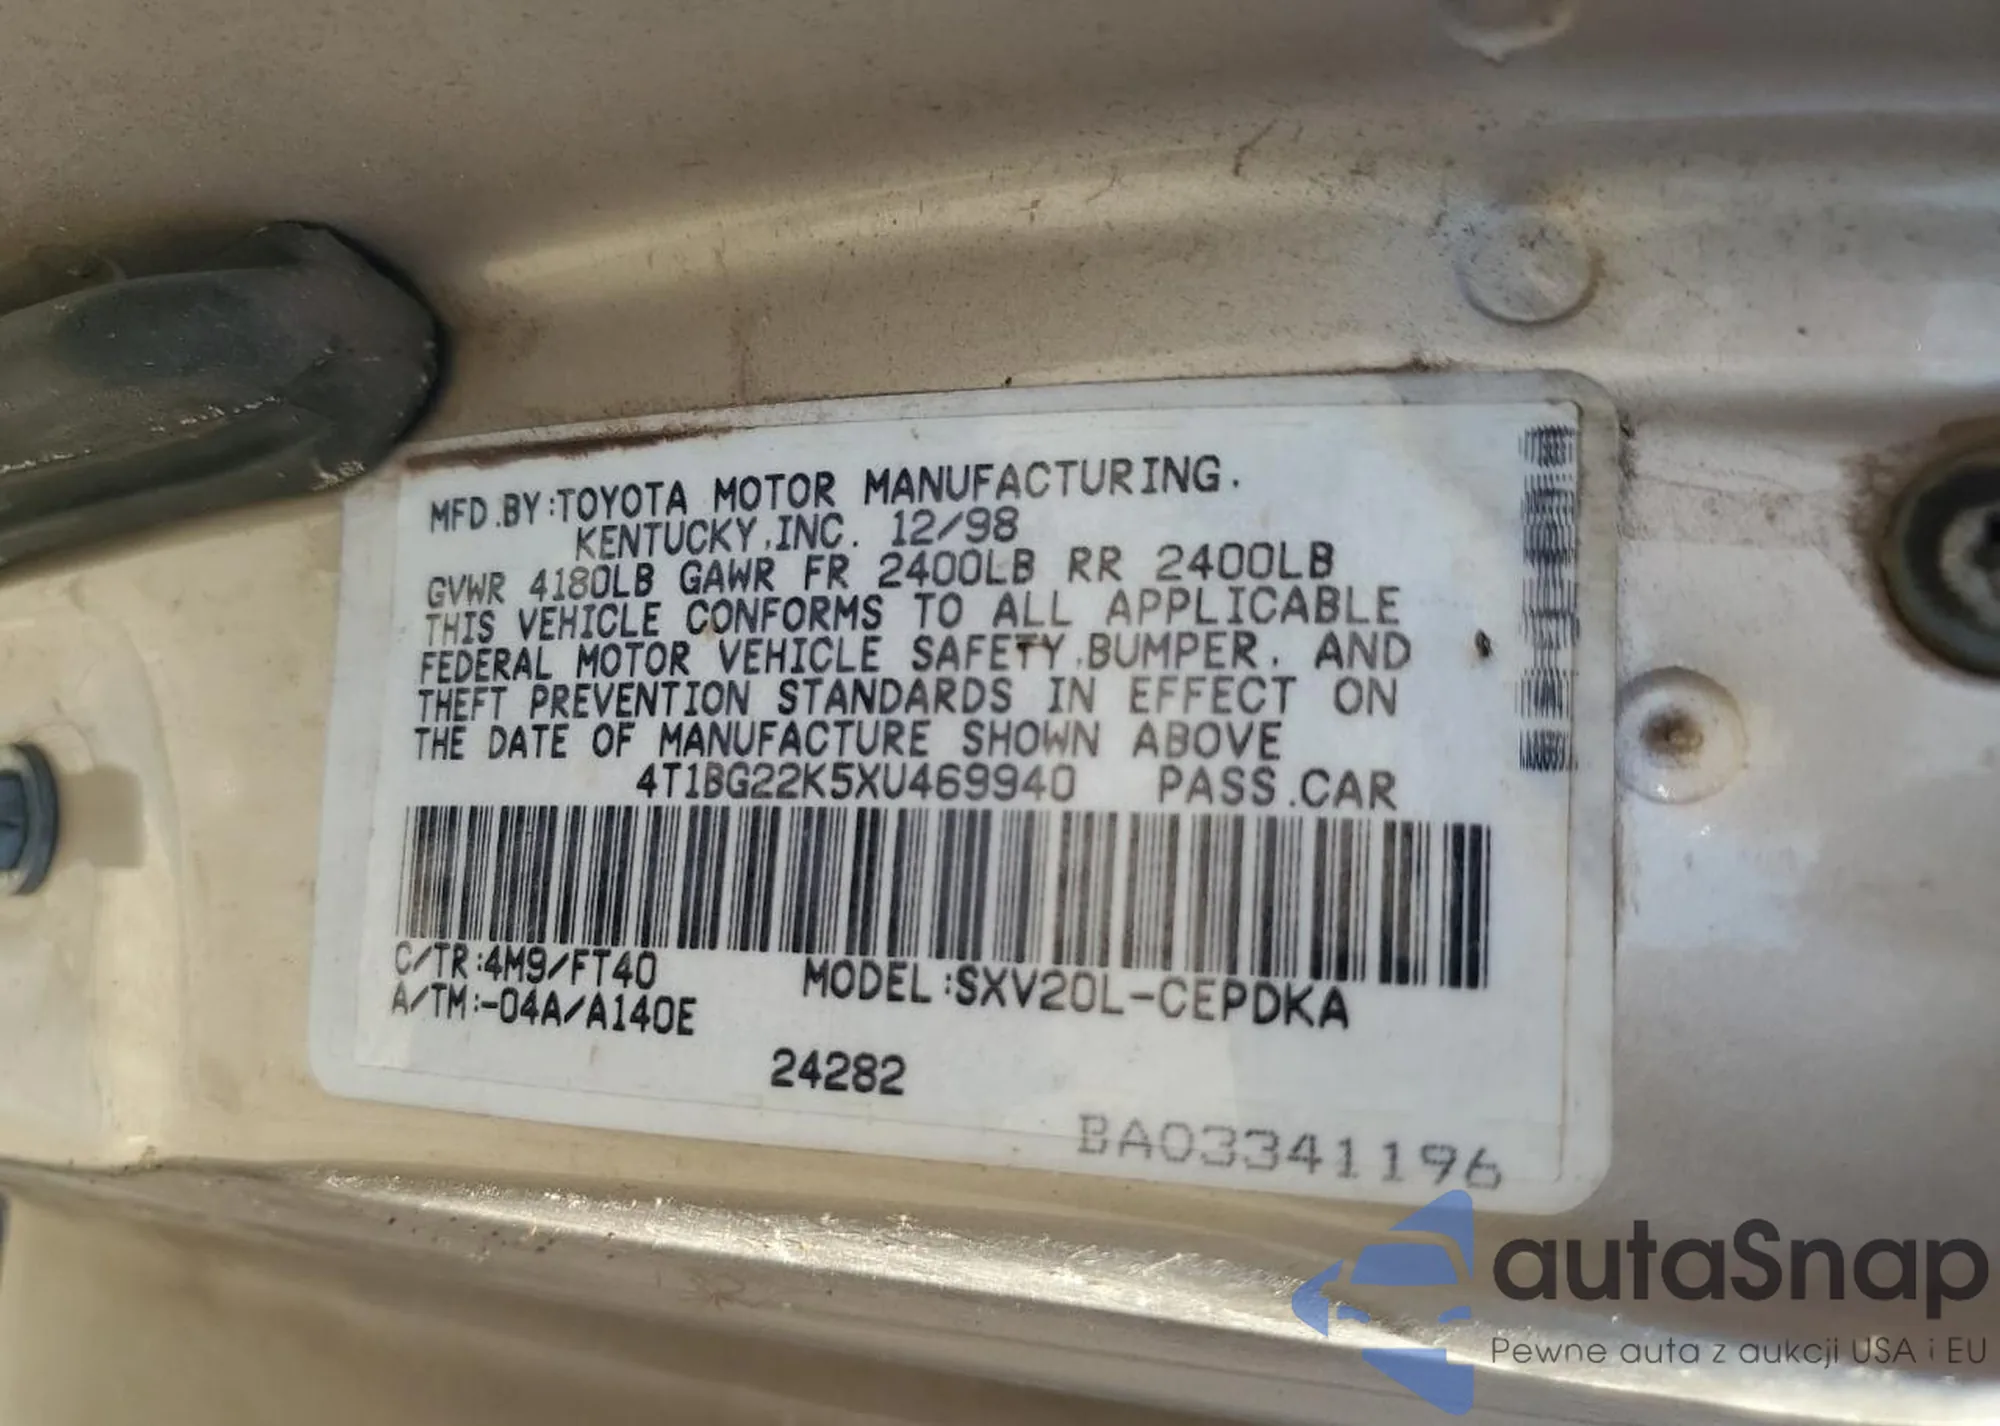 MFD.BY:TOYOTA MOTOR MANUFACTURING.
KENTUCKY,INC. 12/98
GVWR 4180LB GAWR FR 2400LB RR 2400LB
THIS VEHICLE CONFORMS TO ALL APPLICABLE
FEDERAL MOTOR VEHICLE SAFETY,BUMPER, AND
THEFT PREVENTION STANDARDS IN EFFECT ON
THE DATE OF MANUFACTURE SHOWN ABOVE
4T1BG22K5XU469940 PASS.CAR
C/TR:4M9/FT40
A/TM:-04A/A140E
MODEL:SXV20L-CEPDKA
24282
BA03341196
autaSnap
Pewne auta z aukcji USA i EU